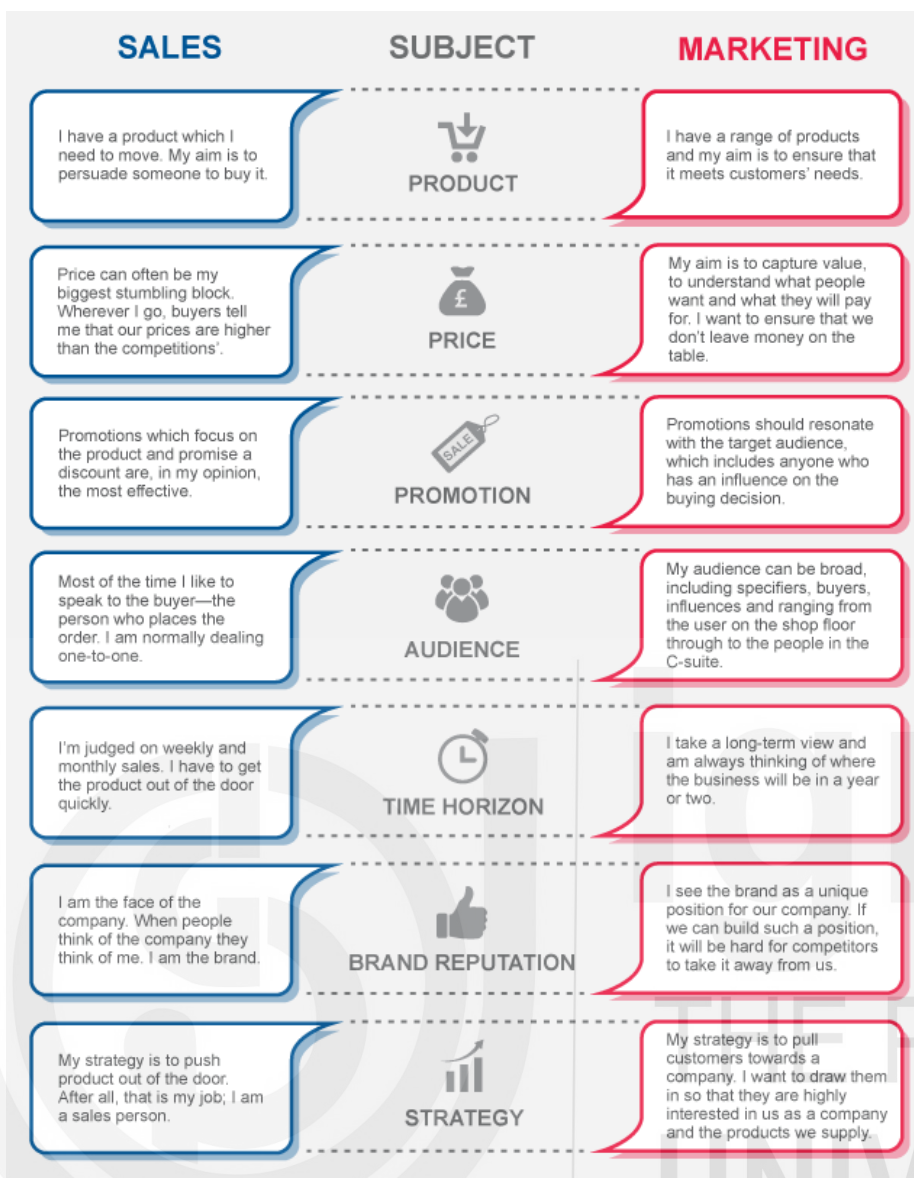 SALES
SUBJECT
MARKETING
I have a product which I
need to move. My aim is to
persuade someone to buy it.
PRODUCT
I have a range of products
and my aim is to ensure that
it meets customers' needs.
Price can often be my
biggest stumbling block.
Wherever I go, buyers tell
me that our prices are higher
than the competitions'.
£
PRICE
My aim is to capture value,
to understand what people
want and what they will pay
for. I want to ensure that we
don't leave money on the
table.
Promotions which focus on
the product and promise a
discount are, in my opinion,
the most effective.
SALE
PROMOTION
Promotions should resonate
with the target audience,
which includes anyone who
has an influence on the
buying decision.
Most of the time I like to
speak to the buyer—the
person who places the
order. I am normally dealing
one-to-one.
AUDIENCE
My audience can be broad,
including specifiers, buyers,
influences and ranging from
the user on the shop floor
through to the people in the
C-suite.
I'm judged on weekly and
monthly sales. I have to get
the product out of the door
quickly.
TIME HORIZON
I take a long-term view and
am always thinking of where
the business will be in a year
or two.
I am the face of the
company. When people
think of the company they
think of me. I am the brand.
BRAND REPUTATION
I see the brand as a unique
position for our company. If
we can build such a position,
it will be hard for competitors
to take it away from us.
My strategy is to push
product out of the door.
After all, that is my job; I am
a sales person.
STRATEGY
My strategy is to pull
customers towards a
company. I want to draw them
in so that they are highly
interested in us as a company
and the products we supply.
THE